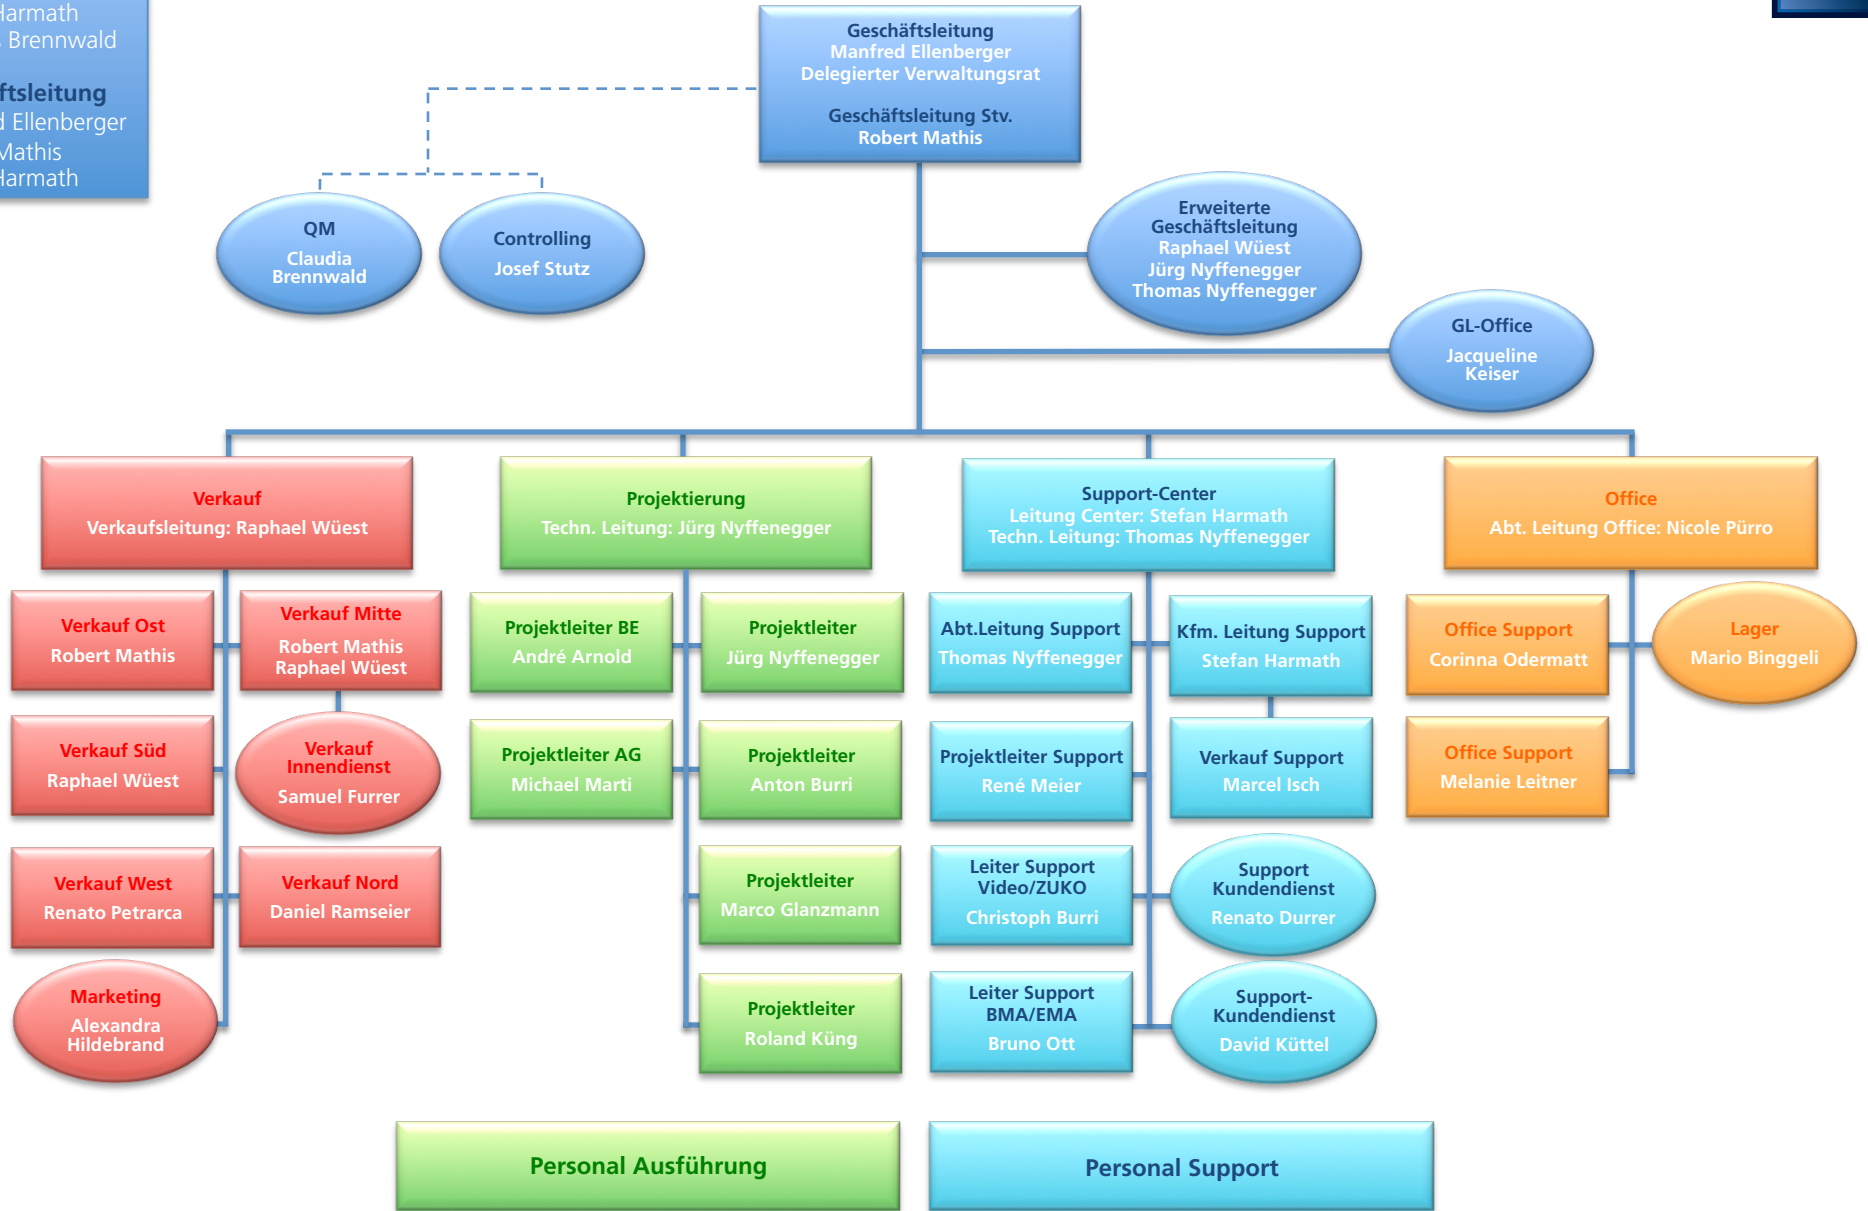 Harmath
Brennwald
ftsleitung
Ellenberger
Mathis
Harmath
Geschäftsleitung
Manfred Ellenberger
Delegierter Verwaltungsrat
Geschäftsleitung Stv.
Robert Mathis
QM
Claudia
Brennwald
Controlling
Josef Stutz
Erweiterte
Geschäftsleitung
Raphael Wüest
Jürg Nyffenegger
Thomas Nyffenegger
GL-Office
Jacqueline
Keiser
Verkauf
Verkaufsleitung: Raphael Wüest
Projektierung
Techn. Leitung: Jürg Nyffenegger
Support-Center
Leitung Center: Stefan Harmath
Techn. Leitung: Thomas Nyffenegger
Office
Abt. Leitung Office: Nicole Pürro
Verkauf Ost
Robert Mathis
Verkauf Mitte
Robert Mathis
Raphael Wüest
Verkauf Süd
Raphael Wüest
Verkauf
Innendienst
Samuel Furrer
Verkauf West
Renato Petrarca
Verkauf Nord
Daniel Ramseier
Marketing
Alexandra
Hildebrand
Projektleiter BE
André Arnold
Projektleiter
Jürg Nyffenegger
Projektleiter AG
Michael Marti
Projektleiter
Anton Burri
Projektleiter
Marco Glanzmann
Projektleiter
Roland Küng
Abt.Leitung Support
Thomas Nyffenegger
Kfm. Leitung Support
Stefan Harmath
Projektleiter Support
René Meier
Verkauf Support
Marcel Isch
Leiter Support
Video/ZUKO
Christoph Burri
Support
Kundendienst
Renato Durrer
Leiter Support
BMA/EMA
Bruno Ott
Support-
Kundendienst
David Küttel
Office Support
Corinna Odermatt
Lager
Mario Binggeli
Office Support
Melanie Leitner
Personal Ausführung
Personal Support